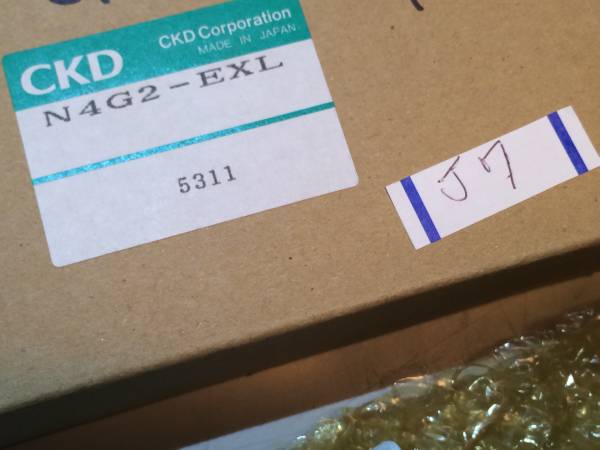 CKD
CKD Corporation
MADE IN JAPAN
N4G2-EXL
5311
J7